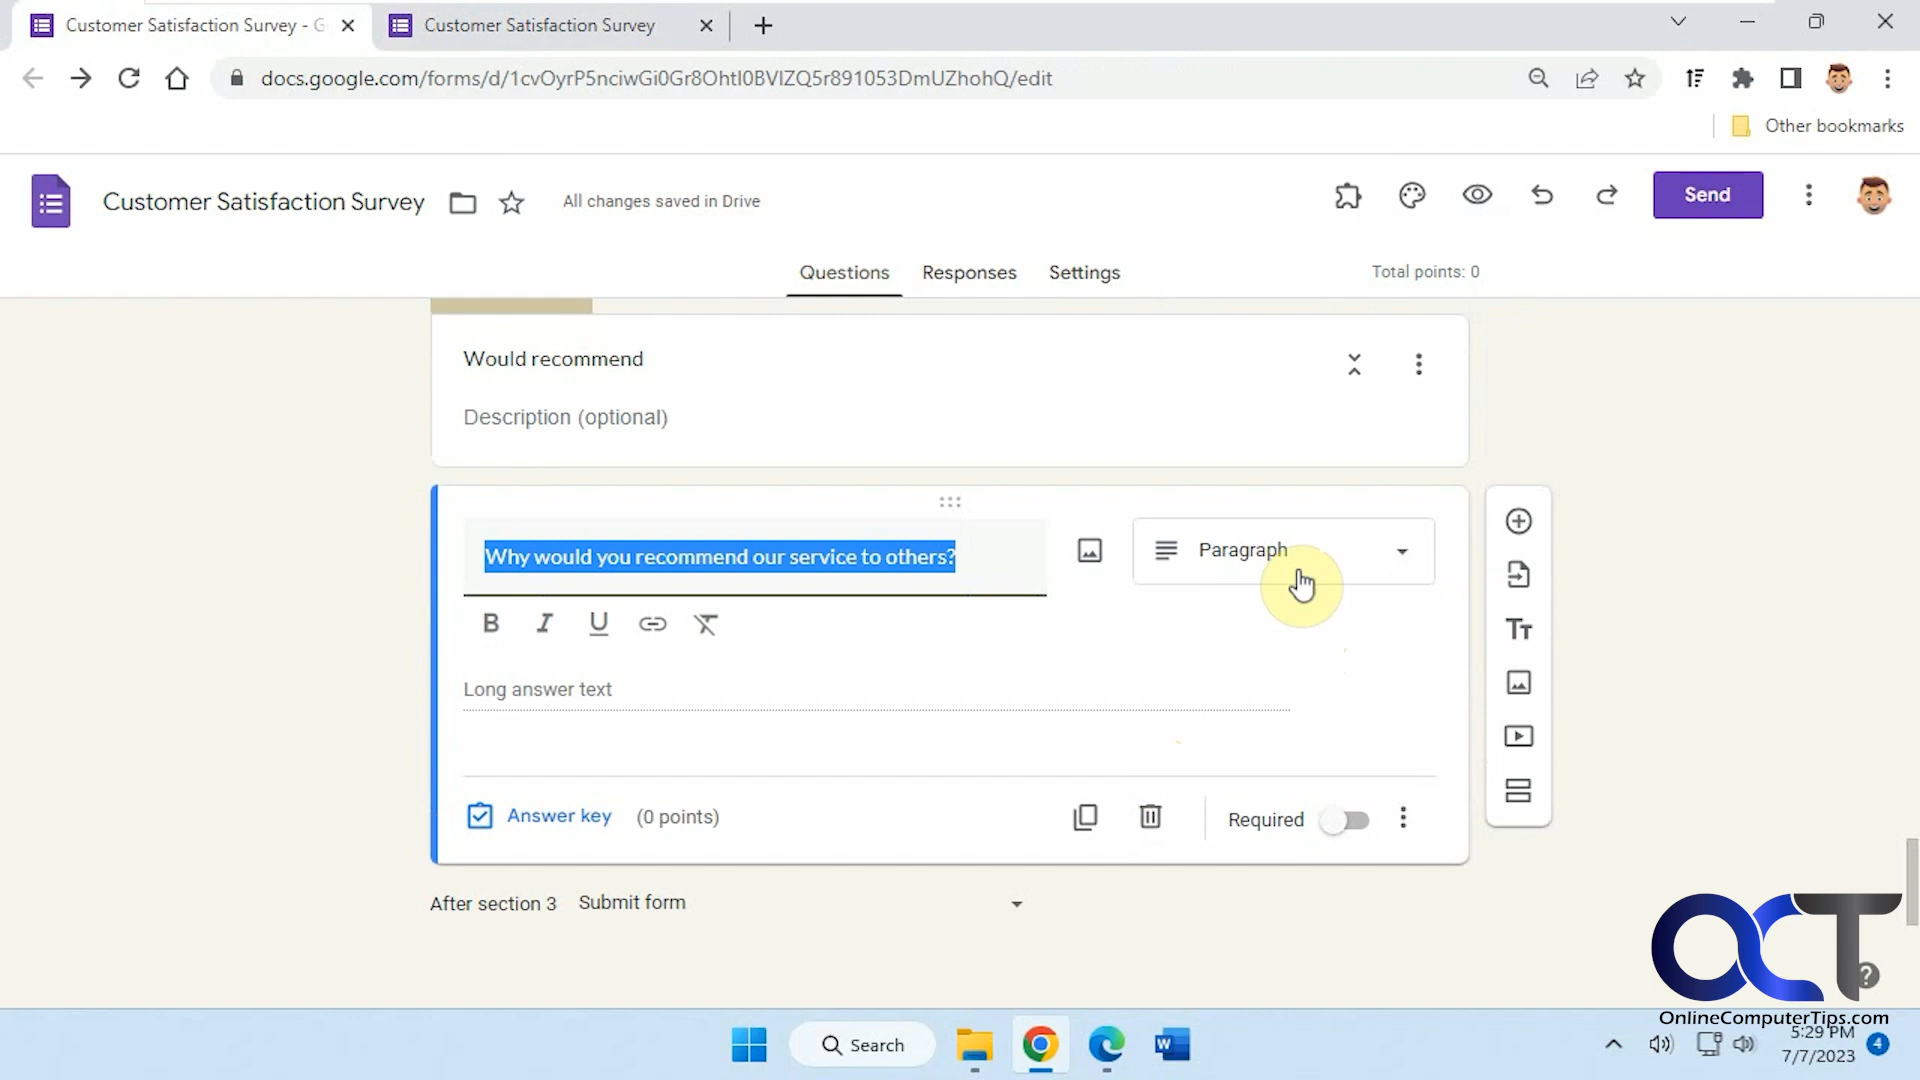 Customer Satisfaction Survey - G
Customer Satisfaction Survey
docs.google.com/forms/d/1cvOyrP5nciwGi0Gr8OhtI0BVIZQ5r891053DmUZhohQ/edit
Other bookmarks
Customer Satisfaction Survey
All changes saved in Drive
Send
Questions
Responses
Settings
Total points: 0
Would recommend
Description (optional)
Why would you recommend our service to others?
Paragraph
B I U
Tт
Long answer text
Answer key (0 points)
Required
After section 3 Submit form
OCT
OnlineComputerTips.com
Search
W
5:29 PM
7/7/2023
4